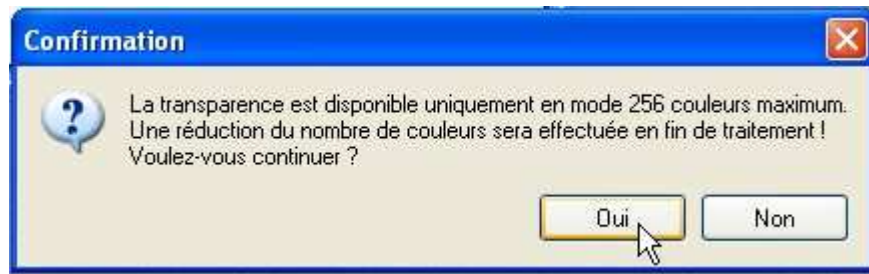 Confirmation
La transparence est disponible uniquement en mode 256 couleurs maximum.
Une réduction du nombre de couleurs sera effectuée en fin de traitement !
Voulez-vous continuer ?
Oui Non